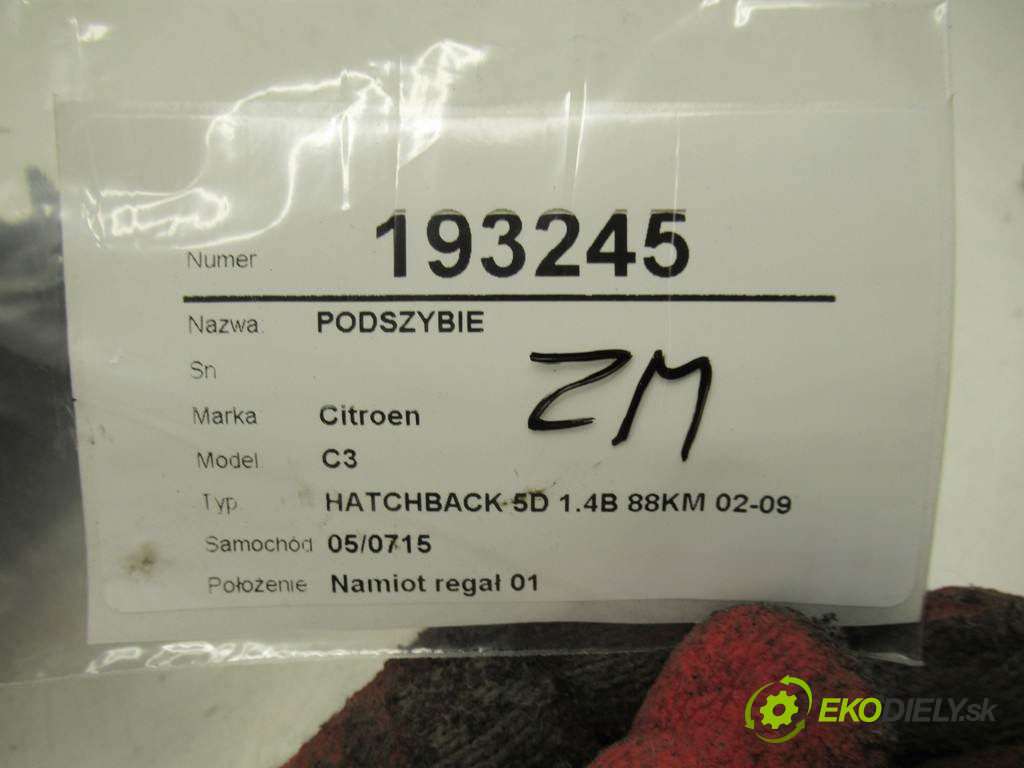 Numer 193245
Nazwa: PODSZYBIE
Sn
ZM
Marka Citroen
Model C3
Typ HATCHBACK 5D 1.4B 88KM 02-09
Samochód 05/0715
Położenie Namiot regał 01
EKODIELY.sk